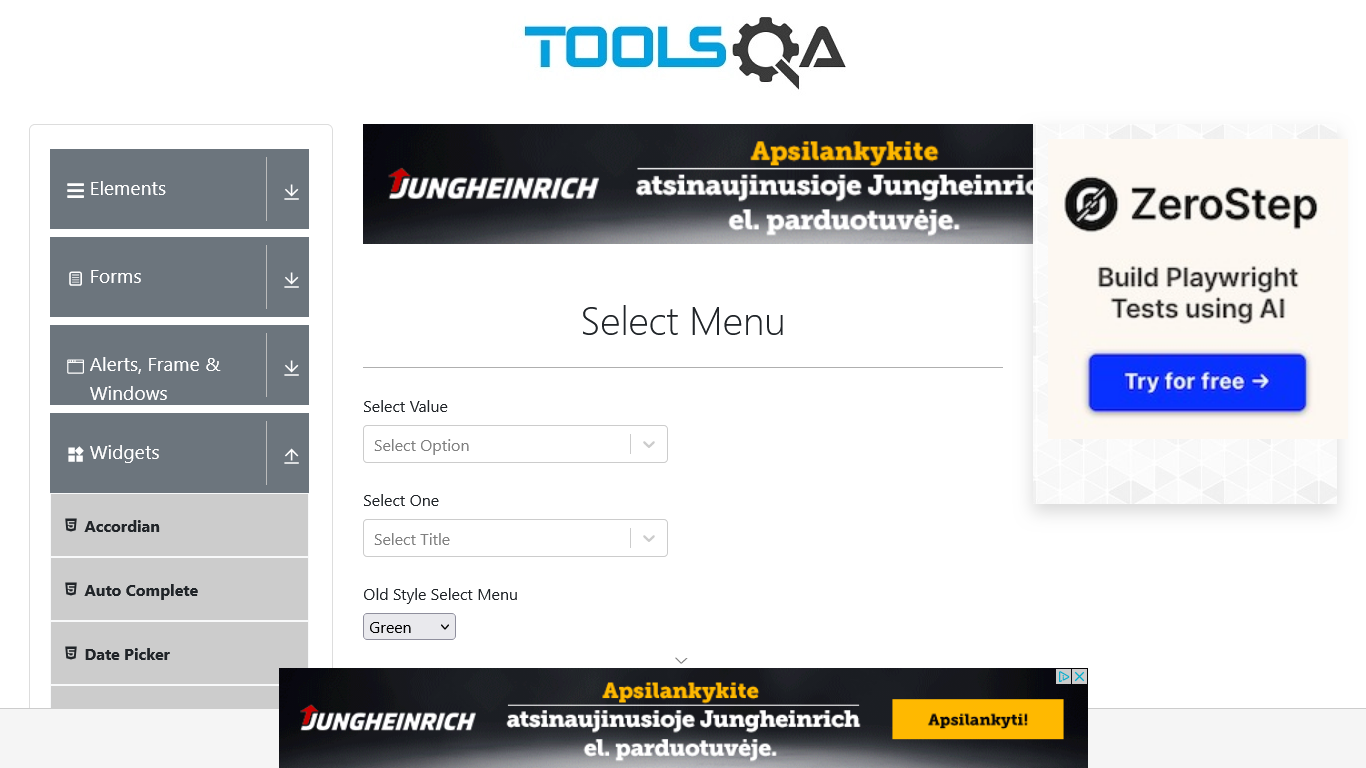 TOOLSQA
Elements
Forms
Alerts, Frame &
Windows
Widgets
Accordian
Auto Complete
Date Picker
JUNGHEINRICH
Apsilankykite
atsinaujinusioje Jungheinric
el. parduotuvėje.
Select Menu
Select Value
Select Option
Select One
Select Title
Old Style Select Menu
Green
ZeroStep
Build Playwright
Tests using AI
Try for free →
JUNGHEINRICH
Apsilankykite
atsinaujinusioje Jungheinrich
el. parduotuvėje.
Apsilankyti!